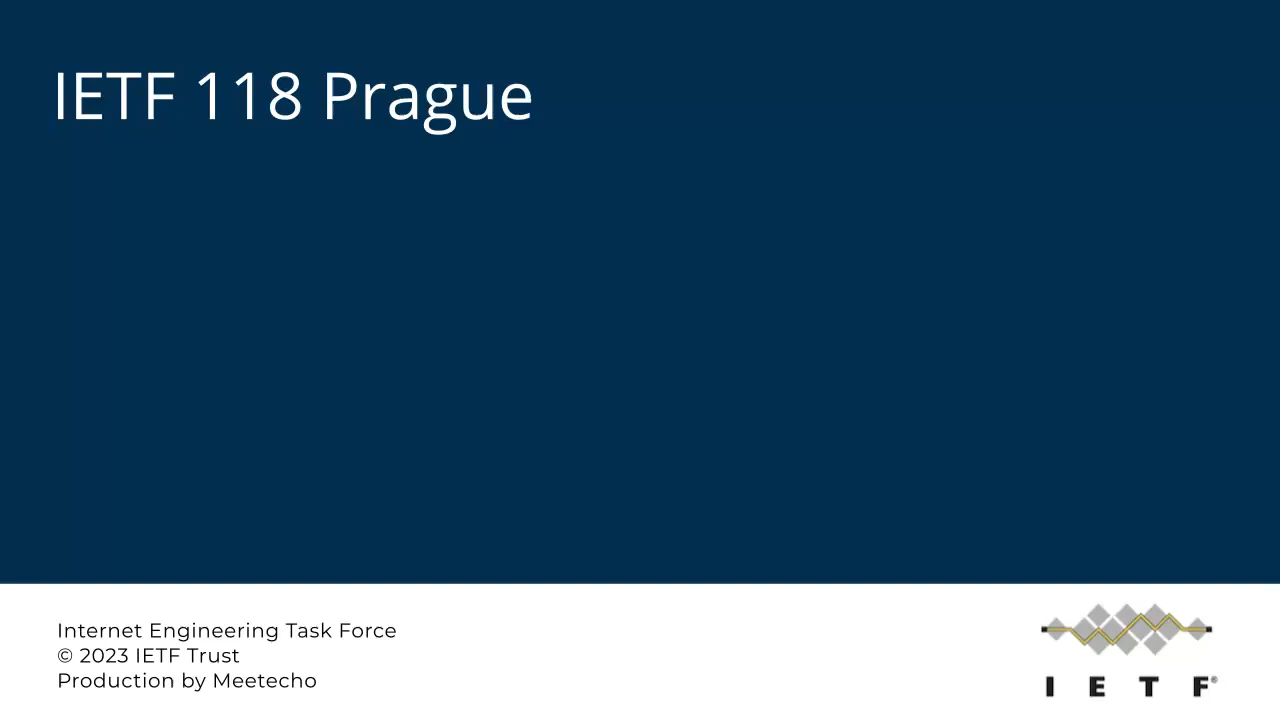 IETF 118 Prague
Internet Engineering Task Force
© 2023 IETF Trust
Production by Meetecho
I E T F®